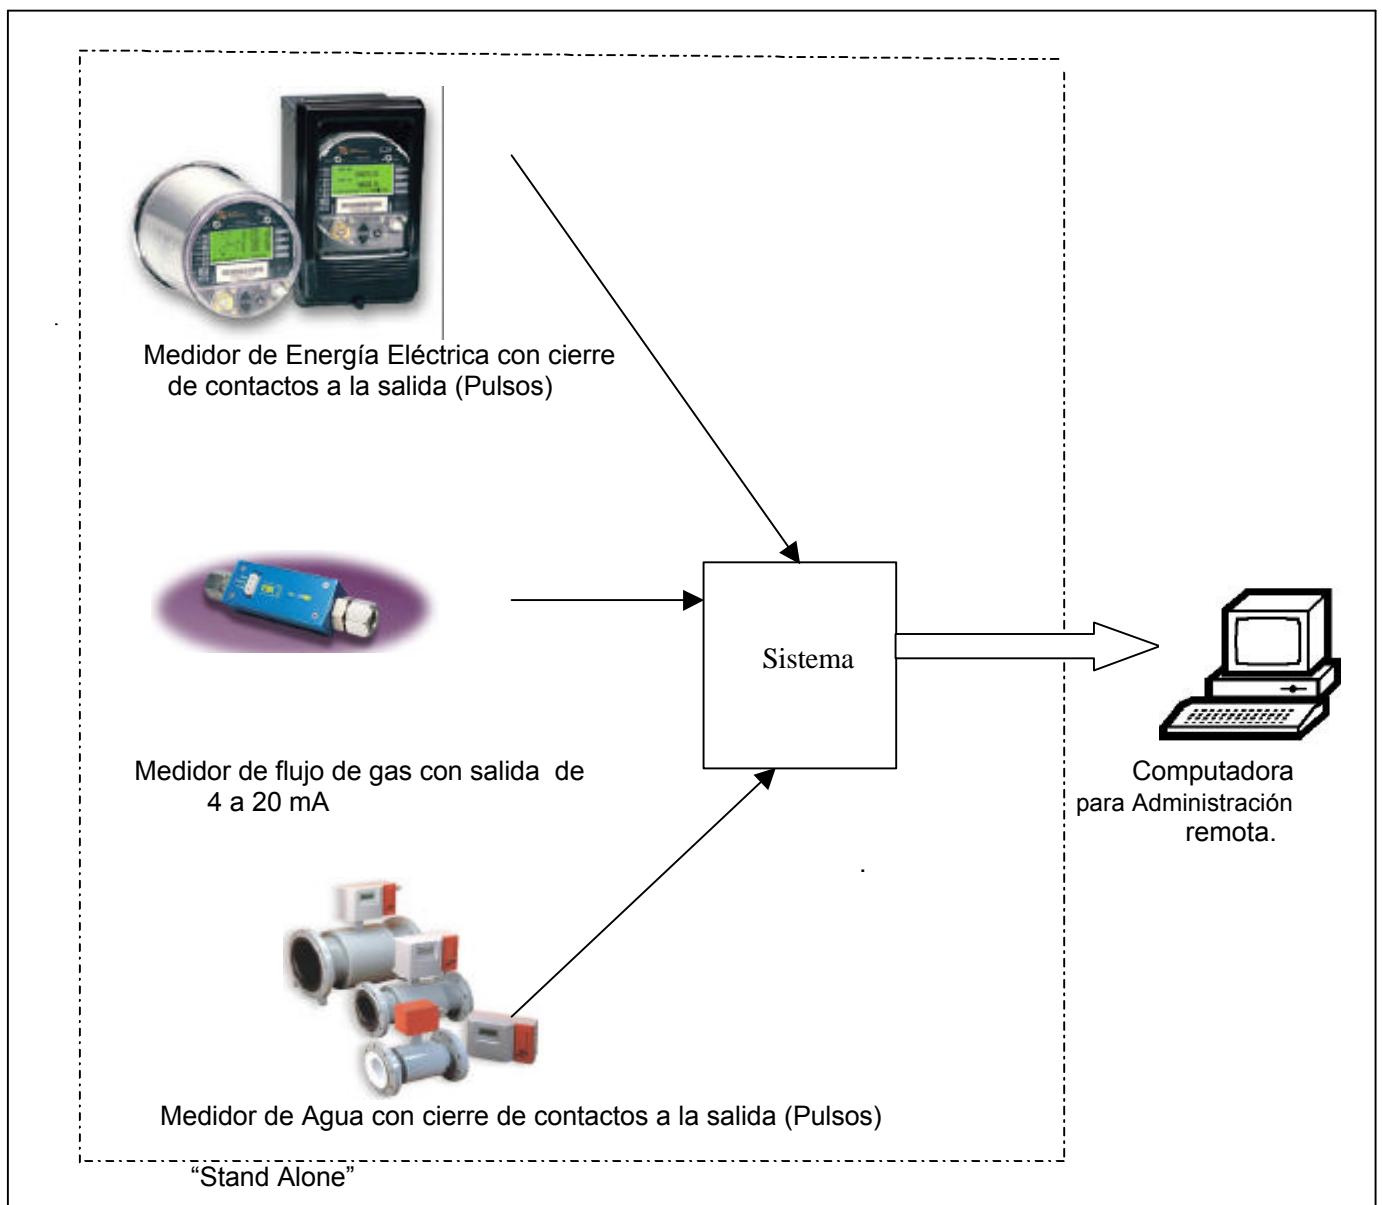 Medidor de Energía Eléctrica con cierre
de contactos a la salida (Pulsos)
Sistema
Medidor de flujo de gas con salida de
4 a 20 mA
Computadora
para Administración
remota.
Medidor de Agua con cierre de contactos a la salida (Pulsos)
“Stand Alone”